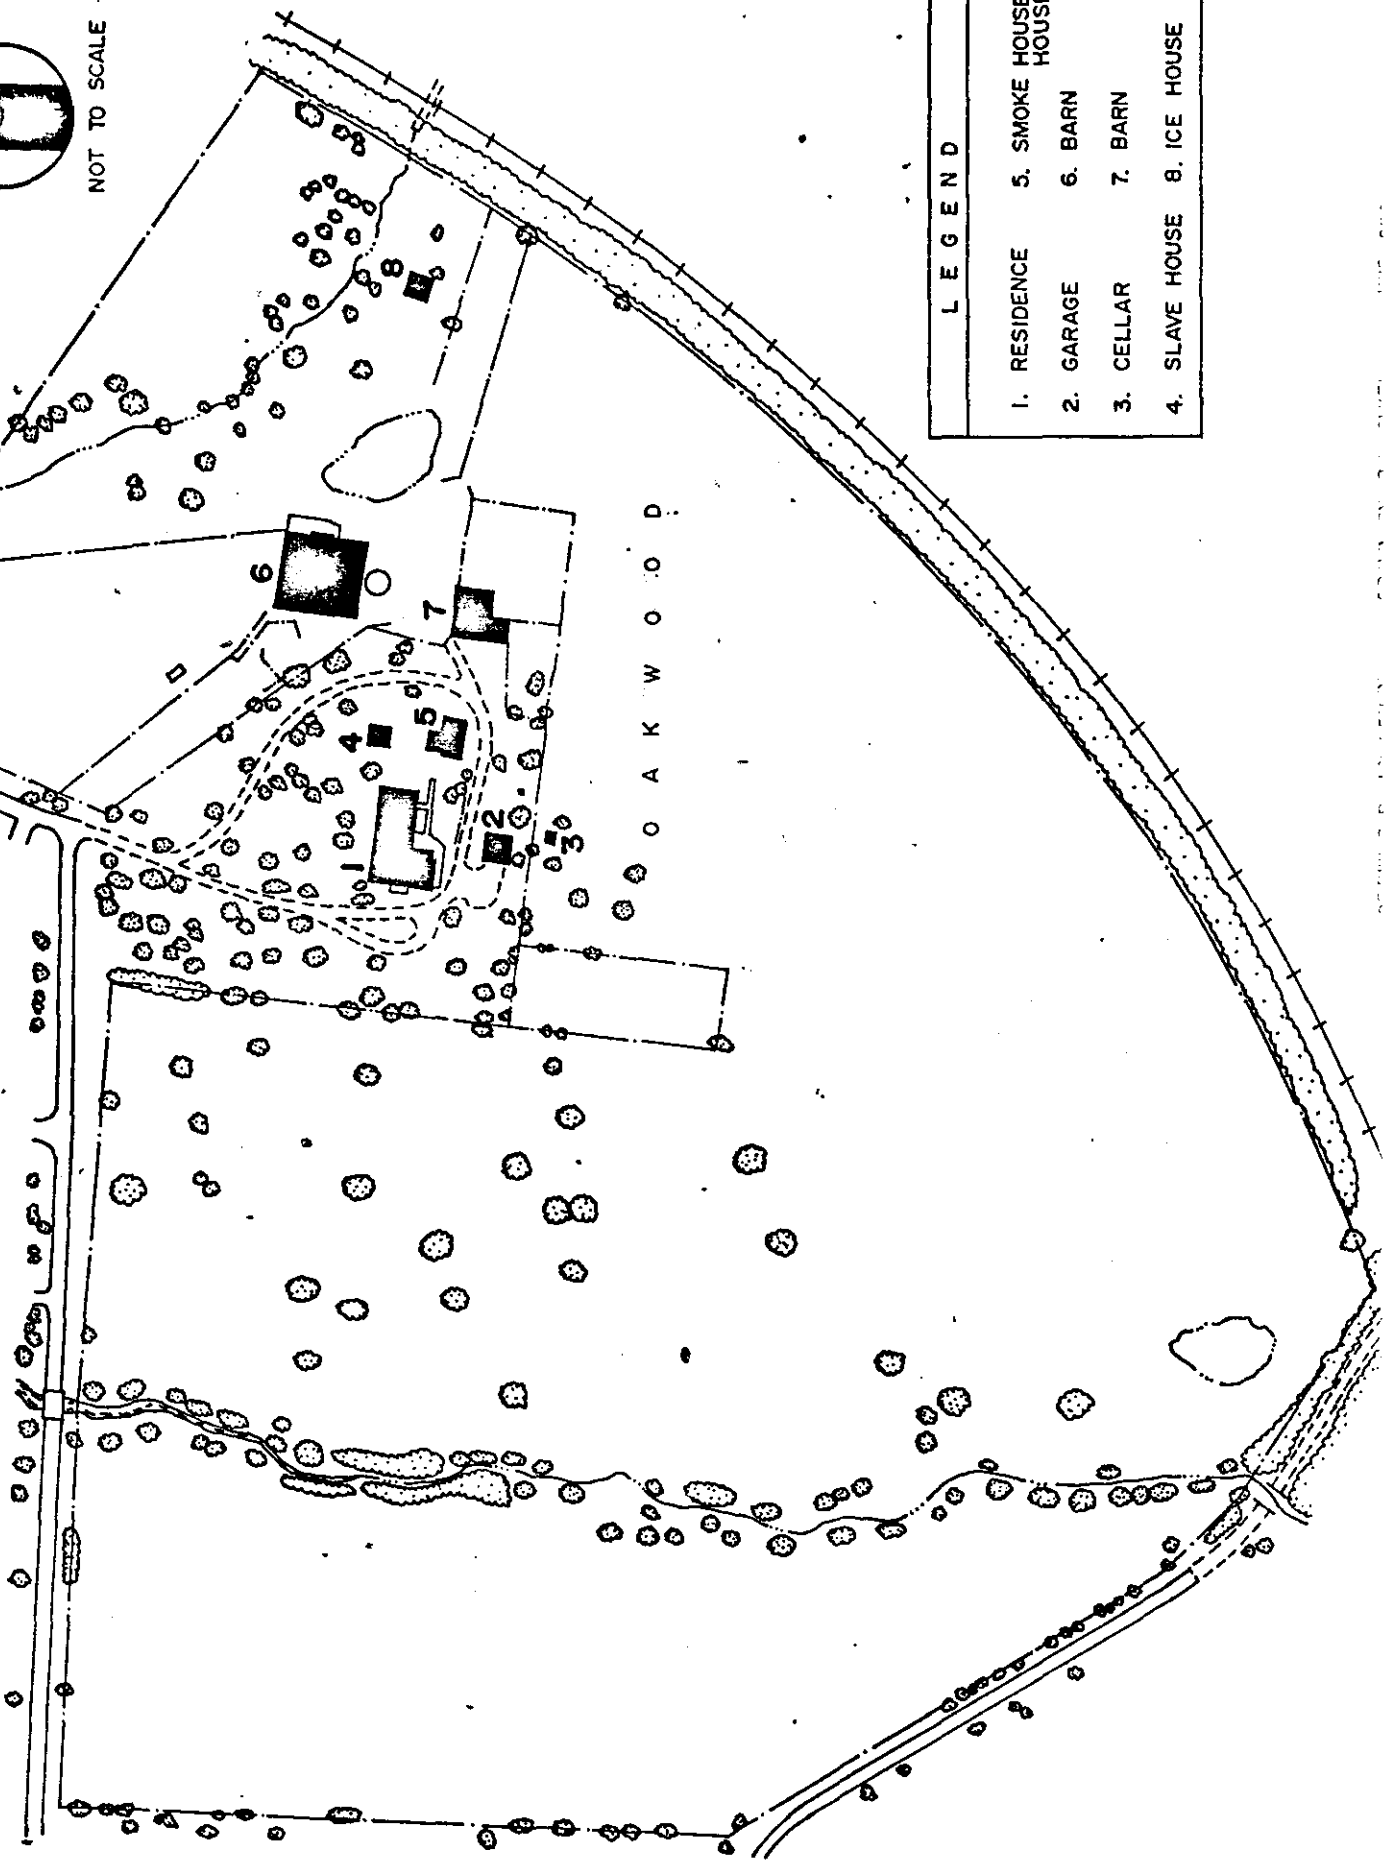 NOT TO SCALE
6
8
7
4
5
1
2
3
OAKWOOD
LEGEND
1. RESIDENCE 5. SMOKE HOUSE
HOUSE
2. GARAGE 6. BARN
3. CELLAR 7. BARN
4. SLAVE HOUSE 8. ICE HOUSE